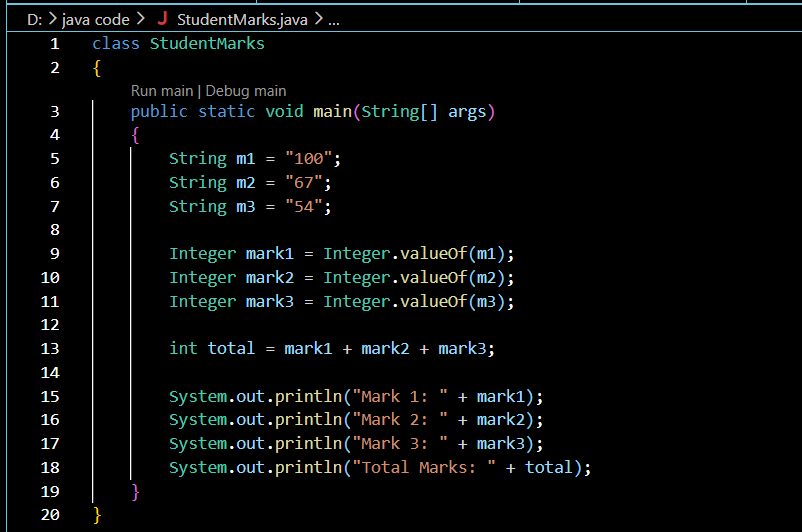 D: > java code > J StudentMarks.java > ...
1 class StudentMarks
2 {
Run main | Debug main
3     public static void main(String[] args)
4     {
5         String m1 = "100";
6         String m2 = "67";
7         String m3 = "54";
8
9         Integer mark1 = Integer.valueOf(m1);
10         Integer mark2 = Integer.valueOf(m2);
11         Integer mark3 = Integer.valueOf(m3);
12
13         int total = mark1 + mark2 + mark3;
14
15         System.out.println("Mark 1: " + mark1);
16         System.out.println("Mark 2: " + mark2);
17         System.out.println("Mark 3: " + mark3);
18         System.out.println("Total Marks: " + total);
19     }
20 }